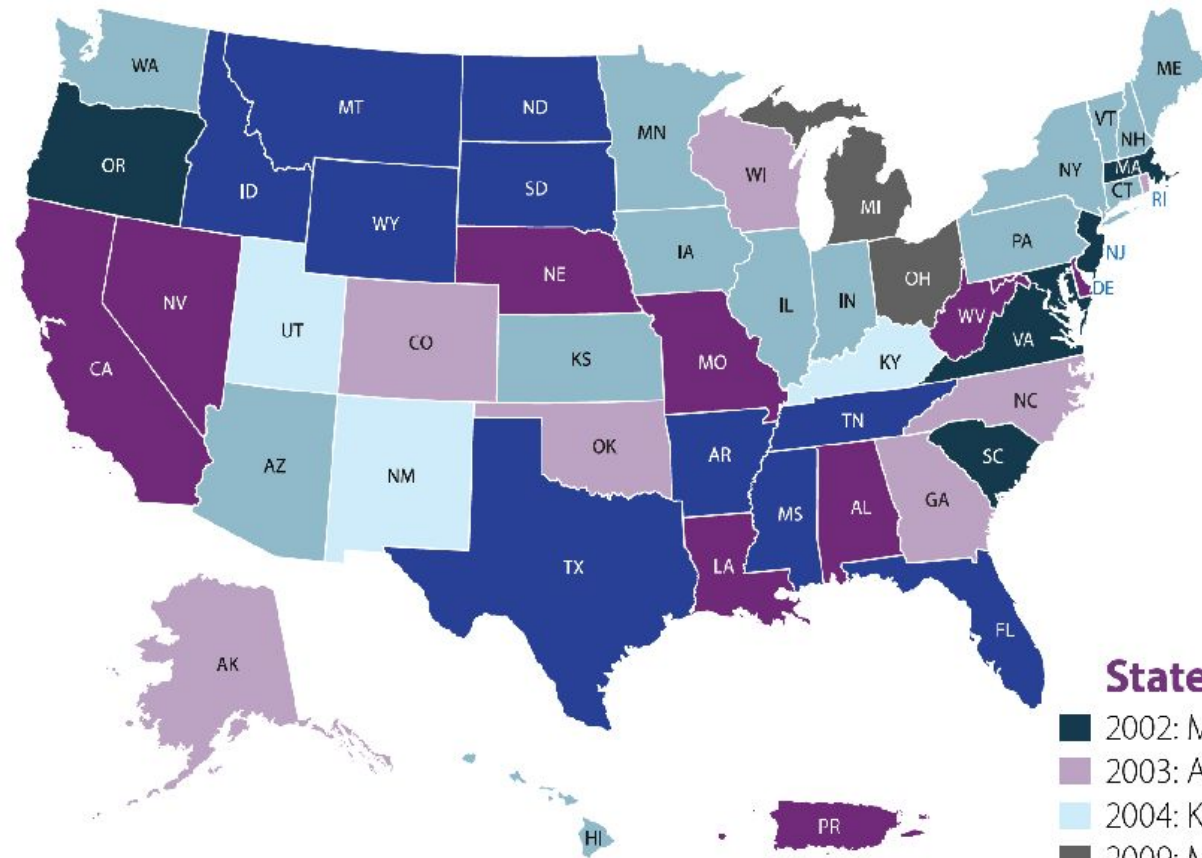 WA
ME
MT
ND
VT
MN
NH
OR
MA
NY
ID
SD
WI
CT
MI
RI
WY
PA
IA
NE
NJ
OH
DE
IL
IN
NV
UT
WV
CO
VA
CA
KS
MO
KY
NC
TN
OK
AZ
AR
NM
SC
MS
AL
GA
TX
LA
FL
AK
State
2002: M
2003: A
2004: K
2009: M
PR
HI